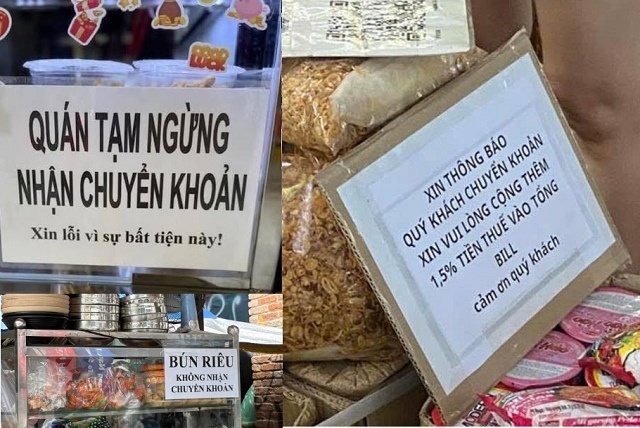 QUÁN TẠM NGỪNG
NHẬN CHUYỂN KHOẢN
Xin lỗi vì sự bất tiện này!
BÚN RIÊU
KHÔNG NHẬN
CHUYỂN KHOẢN
XIN THÔNG BÁO
QUÝ KHÁCH CHUYỂN KHOẢN
XIN VUI LÒNG CỘNG THÊM
1,5% TIỀN THUẾ VÀO TỔNG
BILL
cảm ơn quý khách